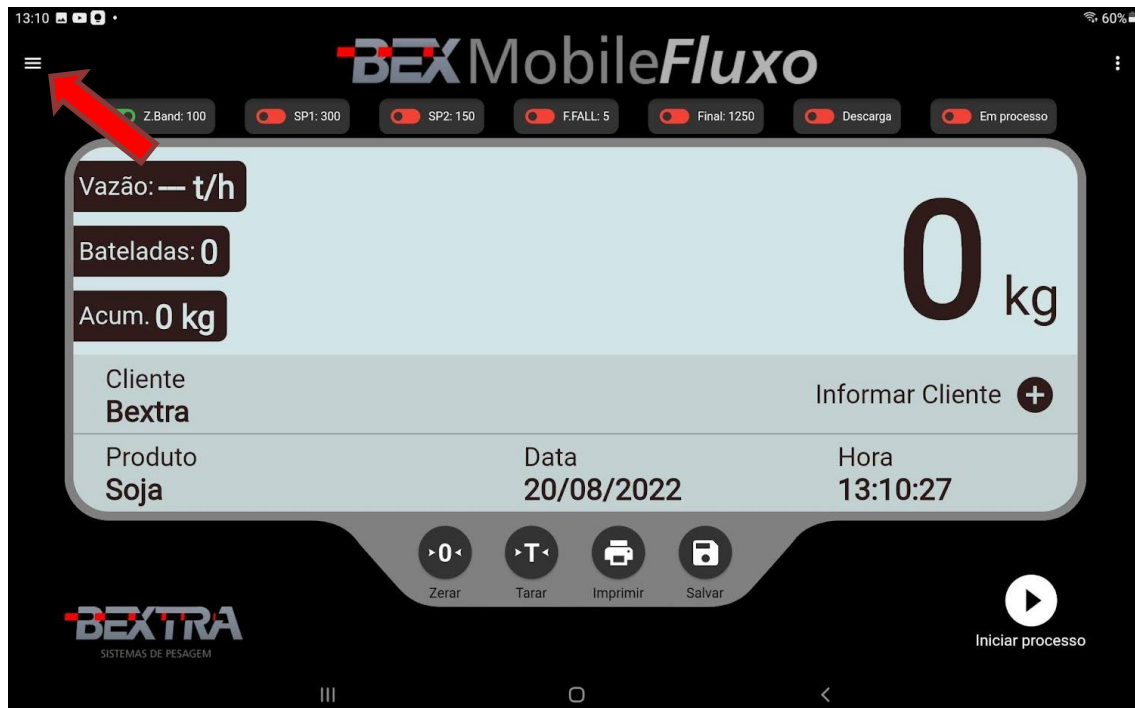 13:10
60%
BEX MobileFluxo
Z.Band: 100 SP1: 300 SP2: 150 F.FALL: 5 Final: 1250 Descarga Em processo
Vazão: — t/h
Bateladas: 0
Acum. 0 kg
0 kg
Cliente
Bextra
Informar Cliente +
Produto
Soja
Data
20/08/2022
Hora
13:10:27
>0< >T<
Zerar Tarar Imprimir Salvar
BEXTRA
SISTEMAS DE PESAGEM
Iniciar processo